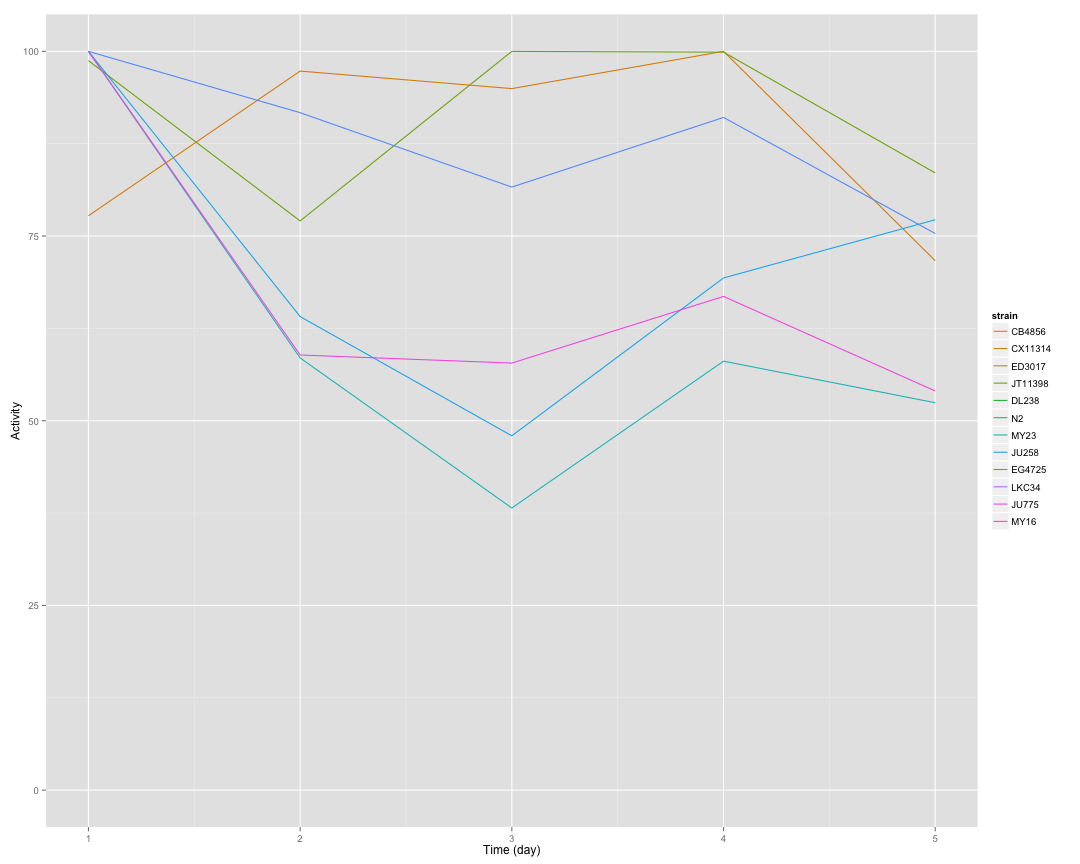 100
75
50
25
0
Activity
1 2 3 4 5
Time (day)
strain
CB4856
CX11314
ED3017
JT11398
DL238
N2
MY23
JU258
EG4725
LKC34
JU775
MY16